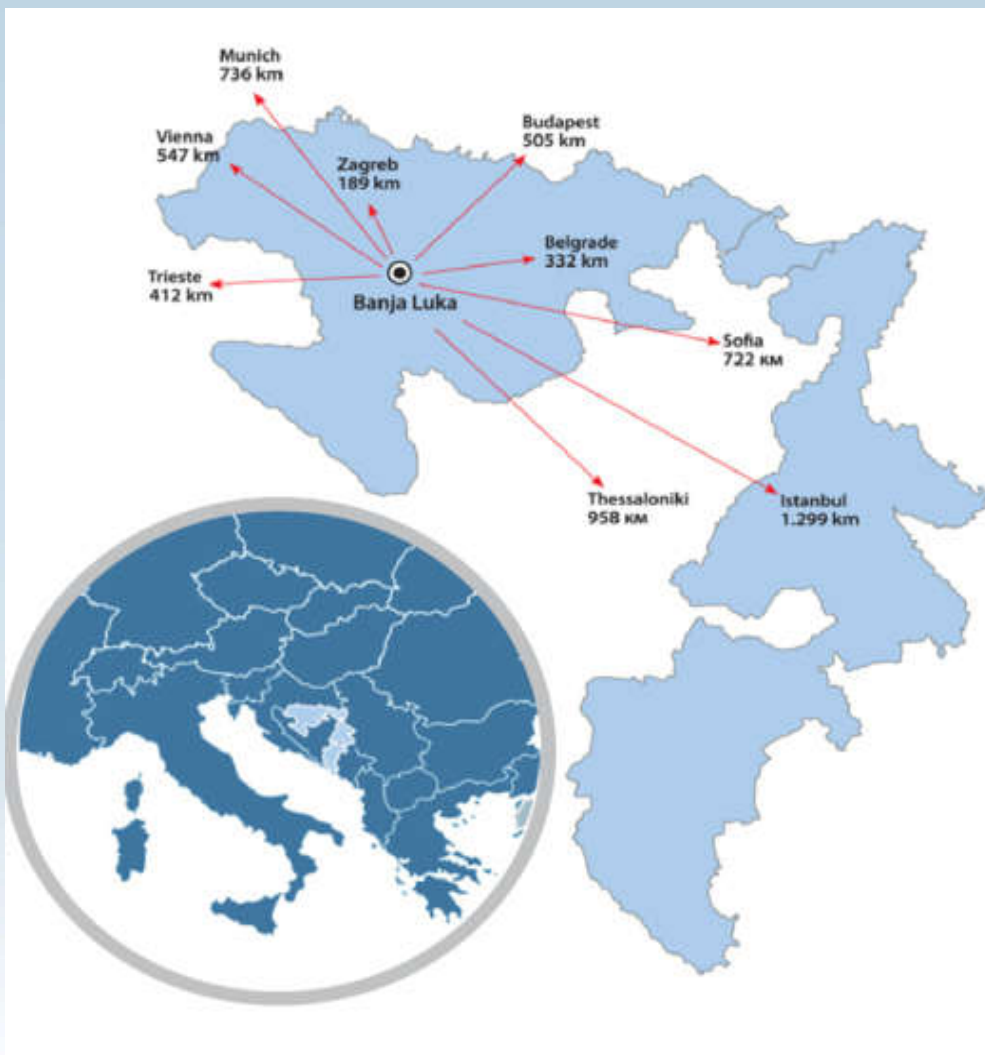 Munich
736 km
Vienna
547 km
Zagreb
189 km
Budapest
505 km
Belgrade
332 km
Trieste
412 km
Banja Luka
Sofia
722 км
Thessaloniki
958 км
Istanbul
1.299 km